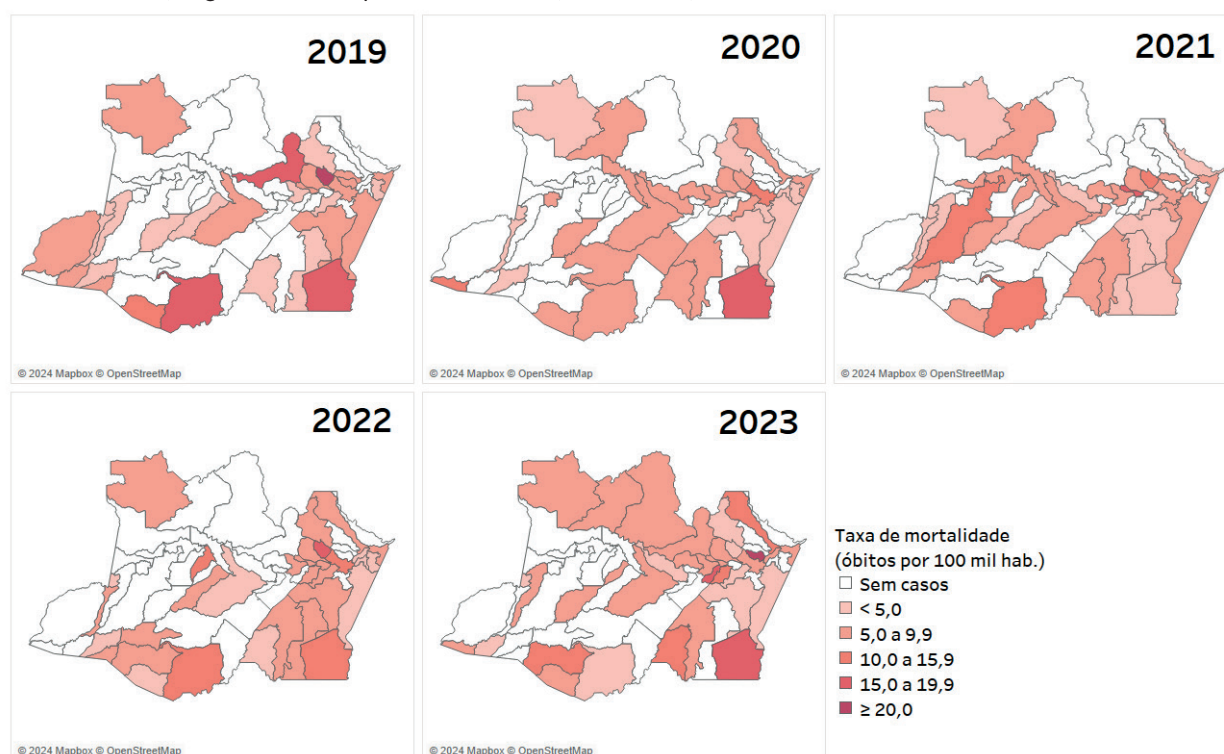 2019
2020
2021
© 2024 Mapbox © OpenStreetMap
© 2024 Mapbox © OpenStreetMap
© 2024 Mapbox © OpenStreetMap
2022
2023
Taxa de mortalidade
(óbitos por 100 mil hab.)
Sem casos
< 5,0
5,0 a 9,9
10,0 a 15,9
15,0 a 19,9
≥ 20,0
© 2024 Mapbox © OpenStreetMap
© 2024 Mapbox © OpenStreetMap